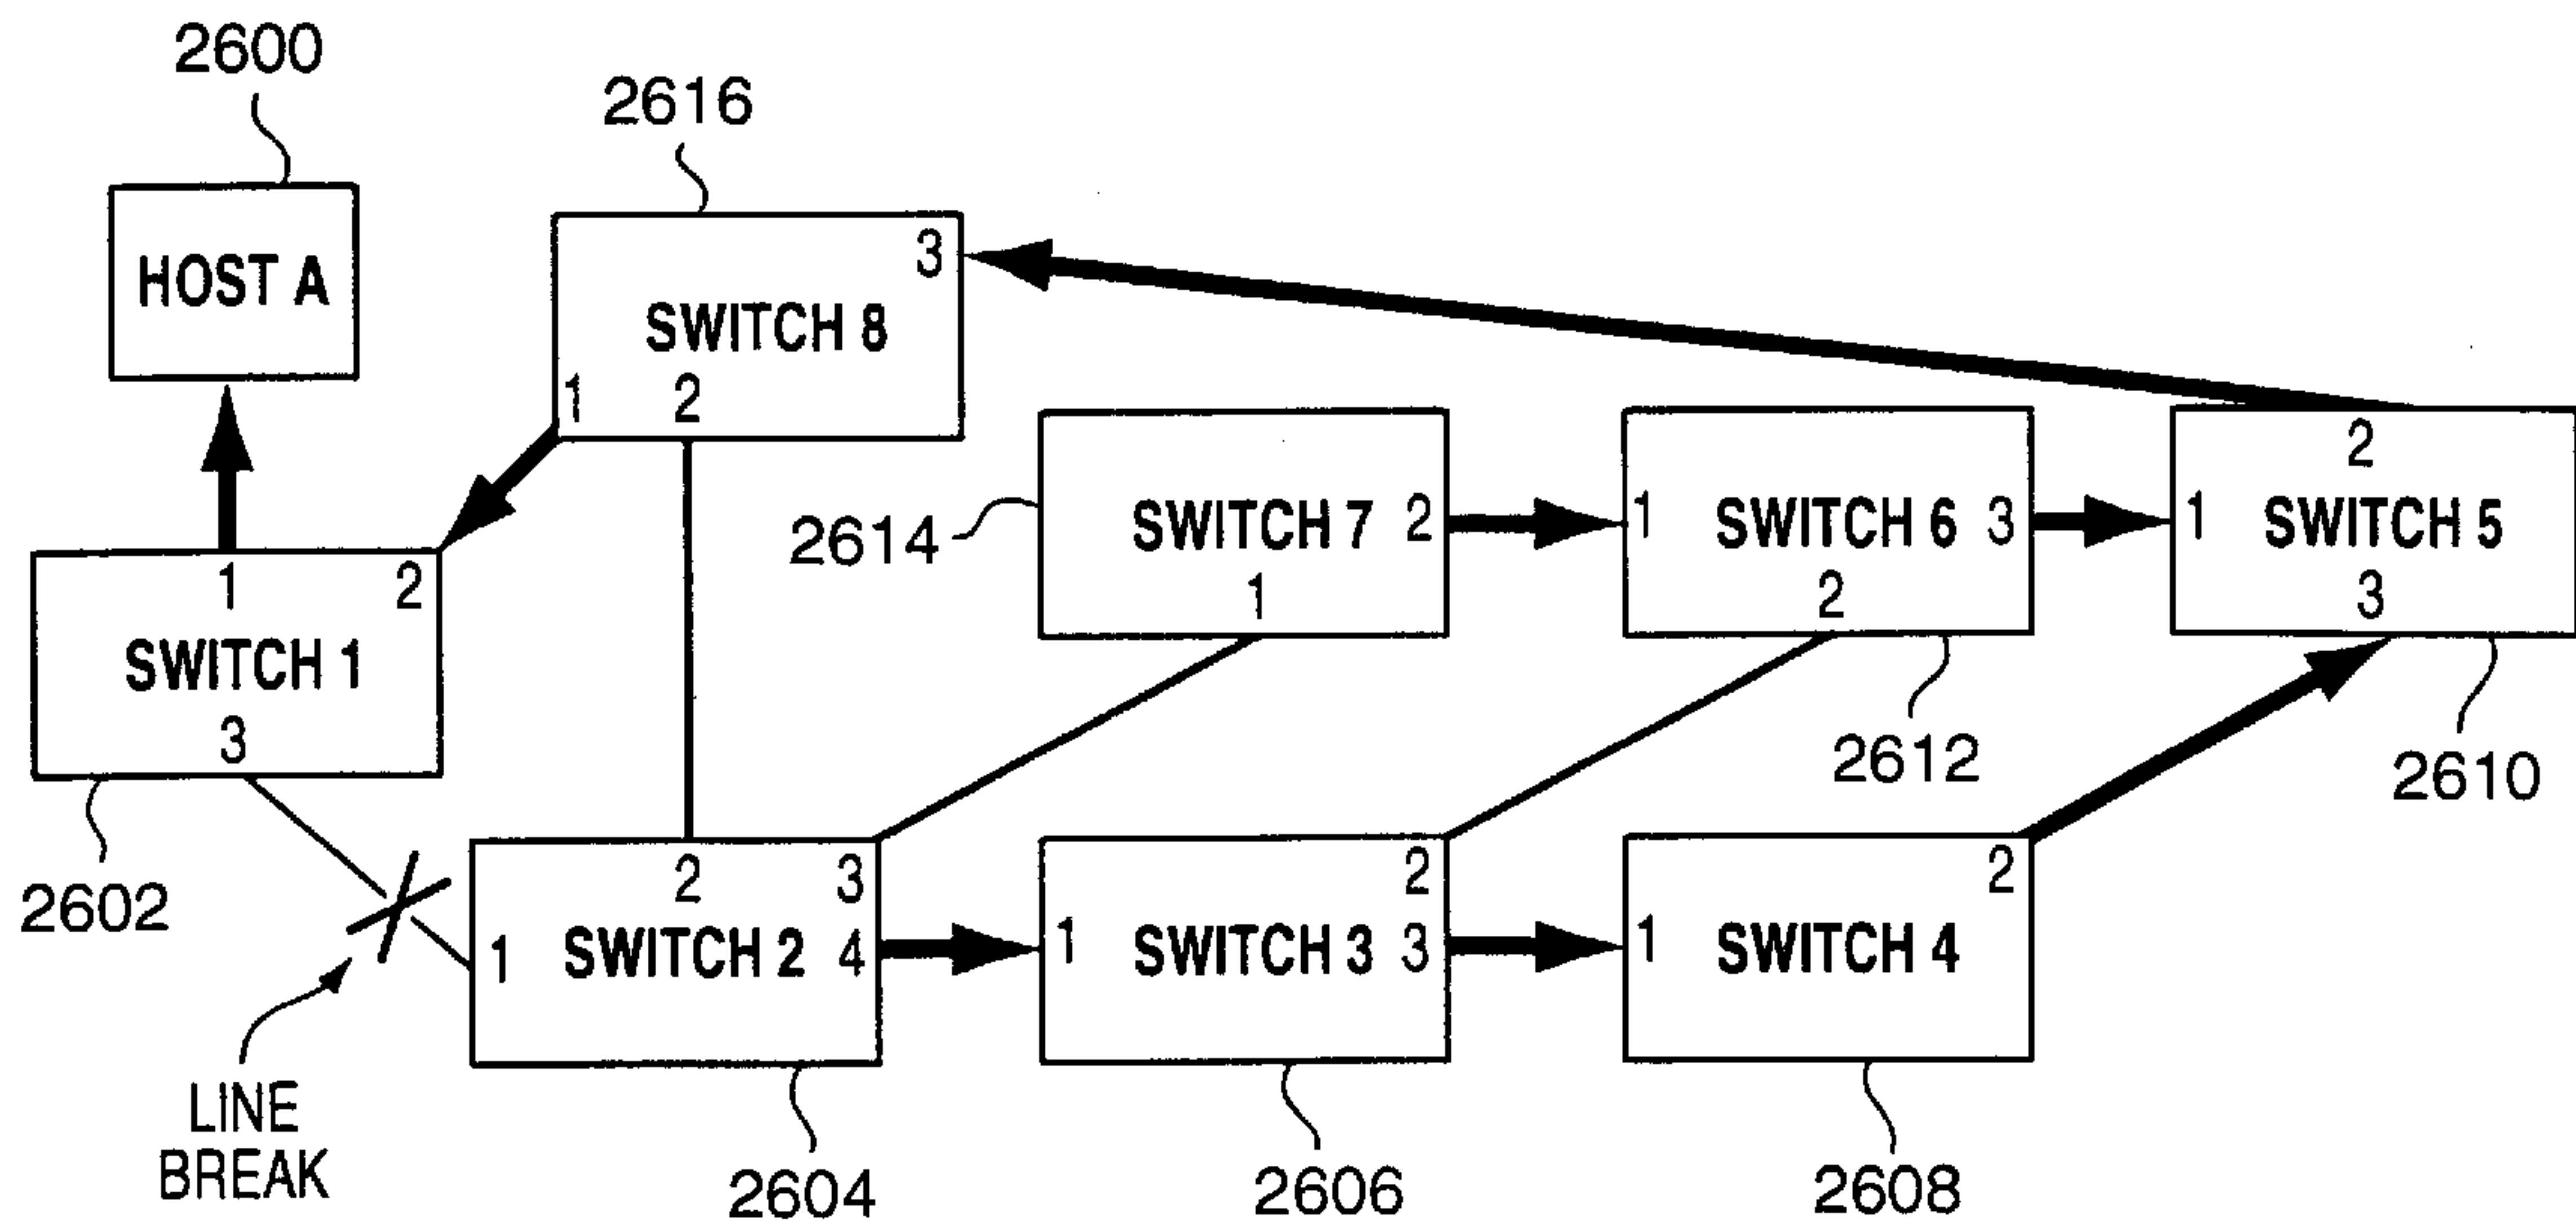 2600
2616
HOST A
3
SWITCH 8
1 2
2
2614
SWITCH 7 2
1
1 SWITCH 6 3
2
1 SWITCH 5
3
1 2
SWITCH 1
3
2612
2610
2602
2 3
1 SWITCH 2 4
2
1 SWITCH 3 3
2
1 SWITCH 4
LINE
BREAK
2604
2606
2608